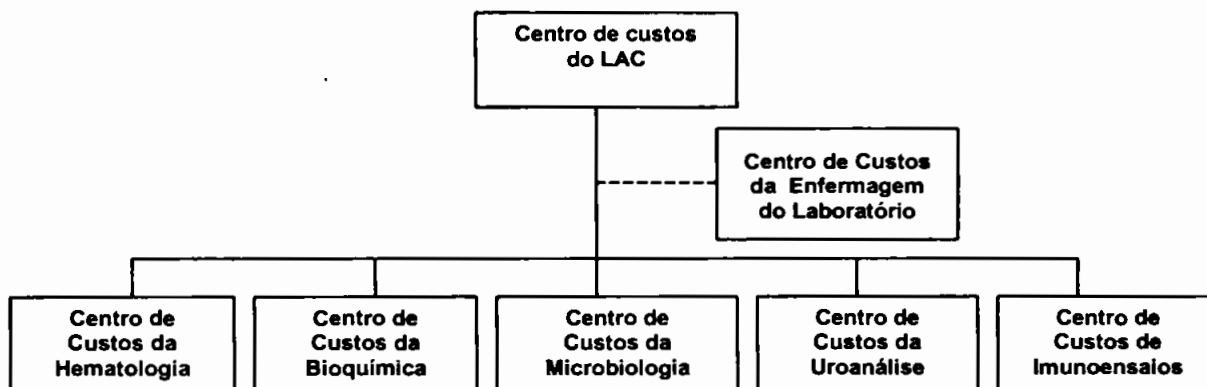 Centro de custos
do LAC
Centro de Custos
da Enfermagem
do Laboratório
Centro de
Custos da
Hematologia
Centro de
Custos da
Bioquímica
Centro de
Custos da
Microbiologia
Centro de
Custos da
Uroanálise
Centro de
Custos de
Imunoensaios